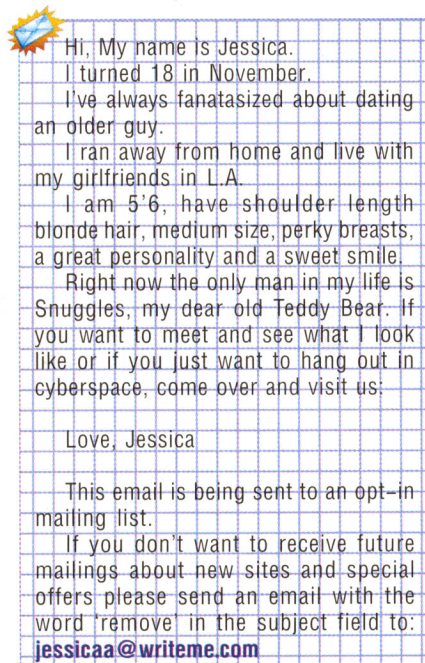 Hi, My name is Jessica.
I turned 18 in November.
I've always fanatasized about dating
an older guy.
I ran away from home and live with
my girlfriends in L.A.
I am 5'6, have shoulder length
blonde hair, medium size, perky breasts,
a great personality and a sweet smile.
Right now the only man in my life is
Snuggles, my dear old Teddy Bear. If
you want to meet and see what I look
like or if you just want to hang out in
cyberspace, come over and visit us:
Love, Jessica
This email is being sent to an opt-in
mailing list.
If you don't want to receive future
mailings about new sites and special
offers please send an email with the
word 'remove' in the subject field to:
jessicaa@writeme.com